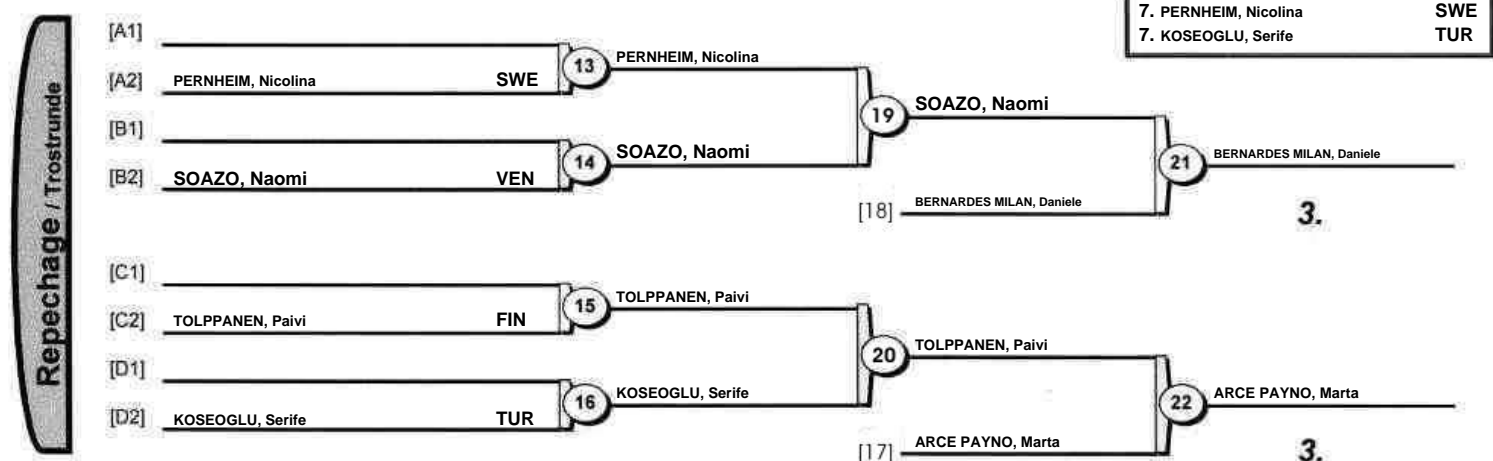 7. PERNHEIM, Nicolina SWE
7. KOSEOGLU, Serife TUR
Repechage / Trostrunde
[A1]
[A2] PERNHEIM, Nicolina SWE
13 PERNHEIM, Nicolina
[B1]
[B2] SOAZO, Naomi VEN
14 SOAZO, Naomi
19 SOAZO, Naomi
[18] BERNARDES MILAN, Daniele
21 BERNARDES MILAN, Daniele
3.
[C1]
[C2] TOLPPANEN, Paivi FIN
15 TOLPPANEN, Paivi
[D1]
[D2] KOSEOGLU, Serife TUR
16 KOSEOGLU, Serife
20 TOLPPANEN, Paivi
[17] ARCE PAYNO, Marta
22 ARCE PAYNO, Marta
3.